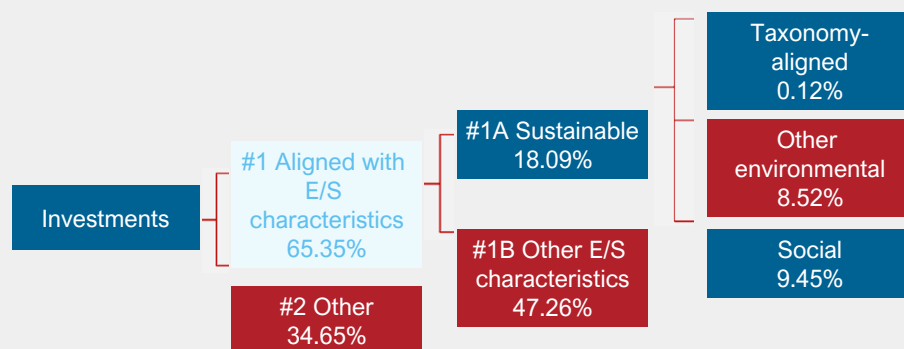 Investments
#1 Aligned with
E/S
characteristics
65.35%
#2 Other
34.65%
#1A Sustainable
18.09%
#1B Other E/S
characteristics
47.26%
Taxonomy-
aligned
0.12%
Other
environmental
8.52%
Social
9.45%